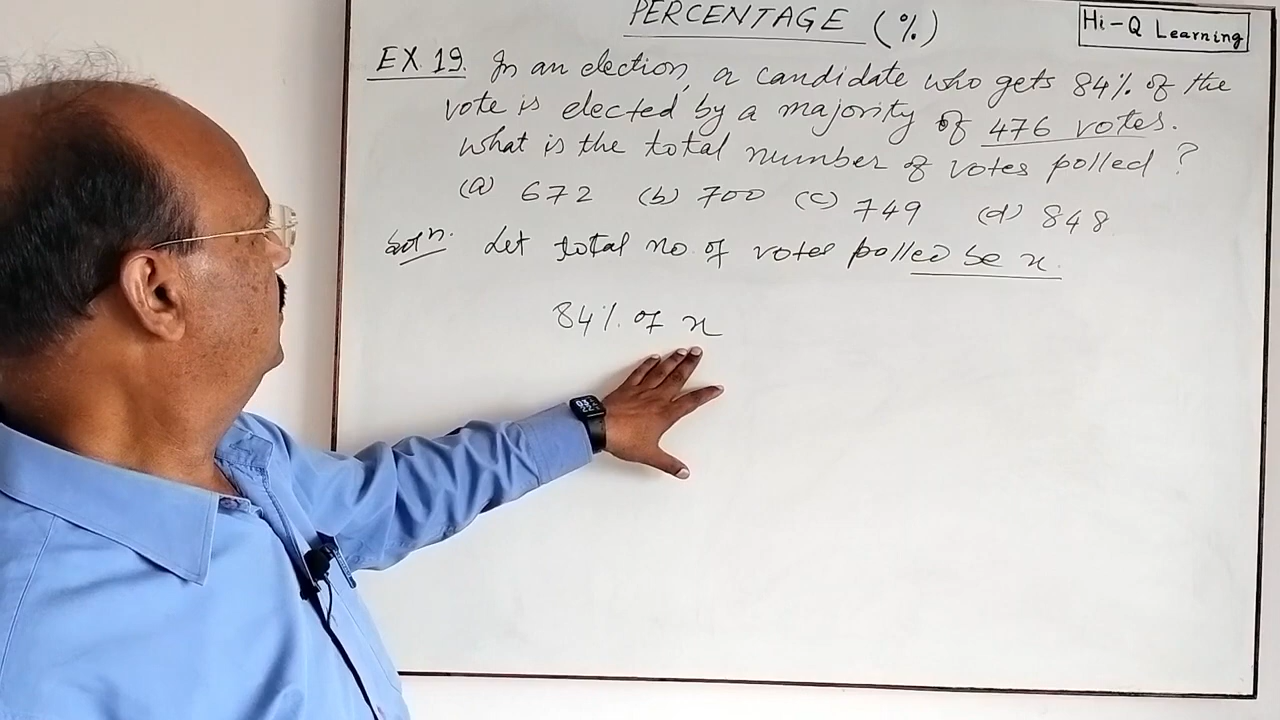 PERCENTAGE (%)
Hi-Q Learning
EX. 19. In an election, a candidate who gets 84% of the
vote is elected by a majority of 476 votes.
what is the total number of votes polled ?
(a) 672 (b) 700 (c) 749 (d) 848
Soln. Let total no. of votes polled be x.
84% of x
03
22